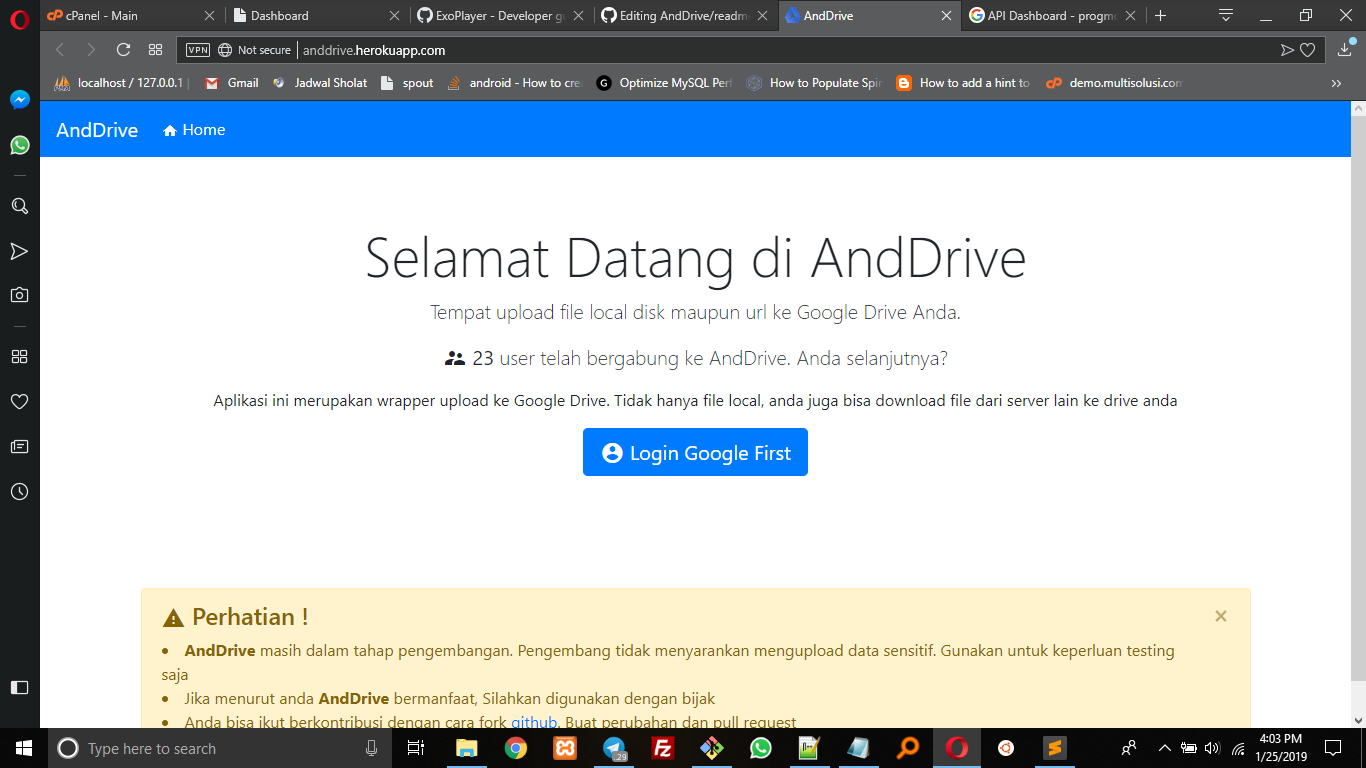 cPanel - Main
Dashboard
ExoPlayer - Developer gu
Editing AndDrive/readm
AndDrive
API Dashboard - progmo
VPN
Not secure
anddrive.herokuapp.com
localhost / 127.0.0.1
Gmail
Jadwal Sholat
spout
android - How to crea
Optimize MySQL Perf
How to Populate Spin
How to add a hint to
demo.multisolusi.com
AndDrive
Home
Selamat Datang di AndDrive
Tempat upload file local disk maupun url ke Google Drive Anda.
23 user telah bergabung ke AndDrive. Anda selanjutnya?
Aplikasi ini merupakan wrapper upload ke Google Drive. Tidak hanya file local, anda juga bisa download file dari server lain ke drive anda
Login Google First
Perhatian !
×
• AndDrive masih dalam tahap pengembangan. Pengembang tidak menyarankan mengupload data sensitif. Gunakan untuk keperluan testing
saja
• Jika menurut anda AndDrive bermanfaat, Silahkan digunakan dengan bijak
• Anda bisa ikut berkontribusi dengan cara fork github. Buat perubahan dan pull request
Type here to search
4:03 PM
1/25/2019